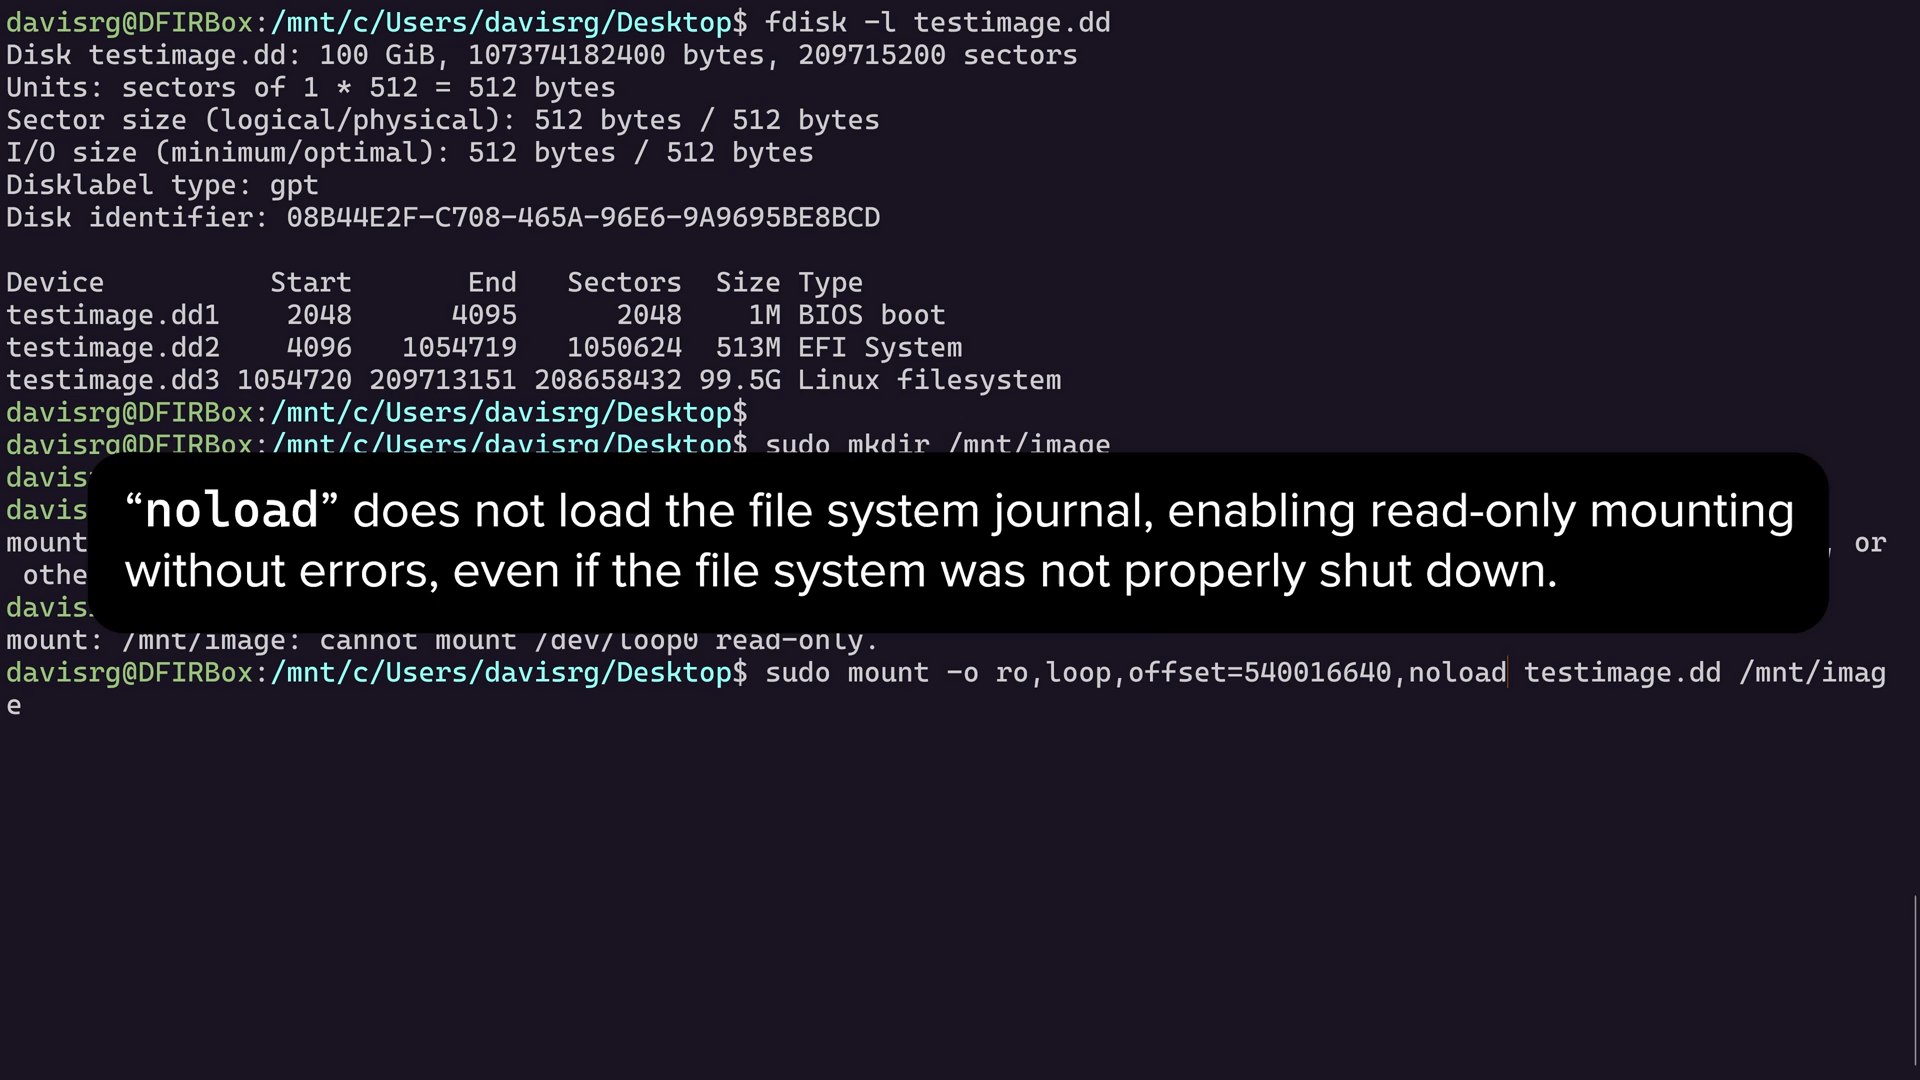 davisrg@DFIRBox:/mnt/c/Users/davisrg/Desktop$ fdisk -l testimage.dd
Disk testimage.dd: 100 GiB, 107374182400 bytes, 209715200 sectors
Units: sectors of 1 * 512 = 512 bytes
Sector size (logical/physical): 512 bytes / 512 bytes
I/O size (minimum/optimal): 512 bytes / 512 bytes
Disklabel type: gpt
Disk identifier: 08B44E2F-C708-465A-96E6-9A9695BE8BCD
Device Start End Sectors Size Type
testimage.dd1 2048 4095 2048 1M BIOS boot
testimage.dd2 4096 1054719 1050624 513M EFI System
testimage.dd3 1054720 209713151 208658432 99.5G Linux filesystem
davisrg@DFIRBox:/mnt/c/Users/davisrg/Desktop$
davisrg@DFIRBox:/mnt/c/Users/davisrg/Desktop$ sudo mkdir /mnt/image
davis
davis
mount , or
othe
davis
“noload” does not load the file system journal, enabling read-only mounting
without errors, even if the file system was not properly shut down.
mount: /mnt/image: cannot mount /dev/loop0 read-only.
davisrg@DFIRBox:/mnt/c/Users/davisrg/Desktop$ sudo mount -o ro,loop,offset=540016640,noload testimage.dd /mnt/imag
e